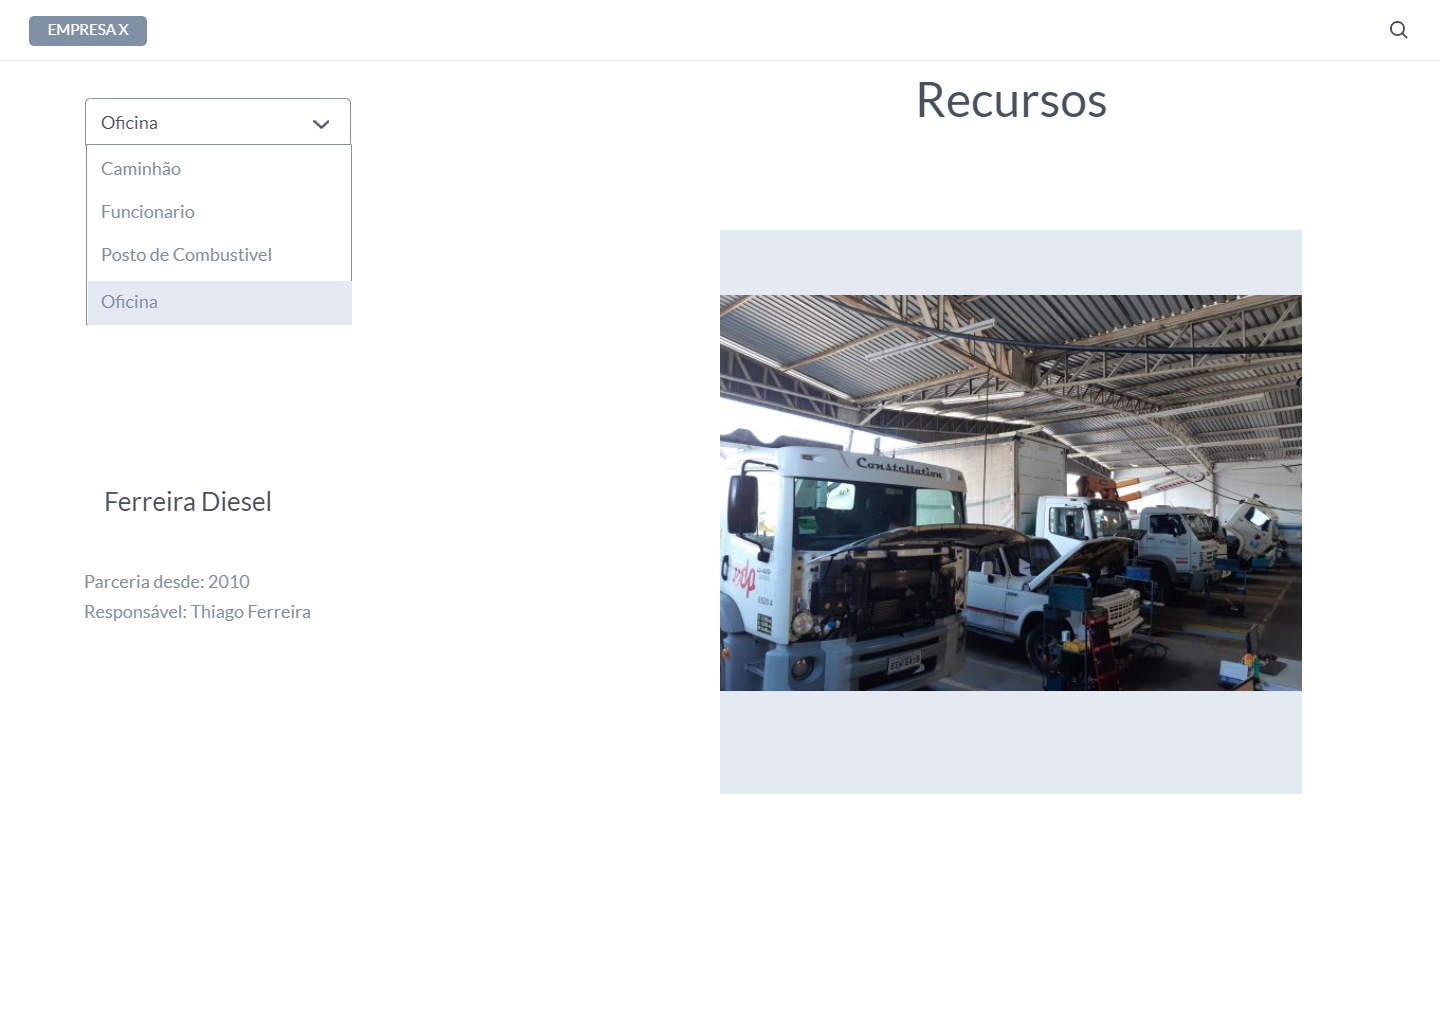 EMPRESA X
Recursos
Oficina
Caminhão
Funcionario
Posto de Combustivel
Oficina
Ferreira Diesel
Parceria desde: 2010
Responsável: Thiago Ferreira
Constellation